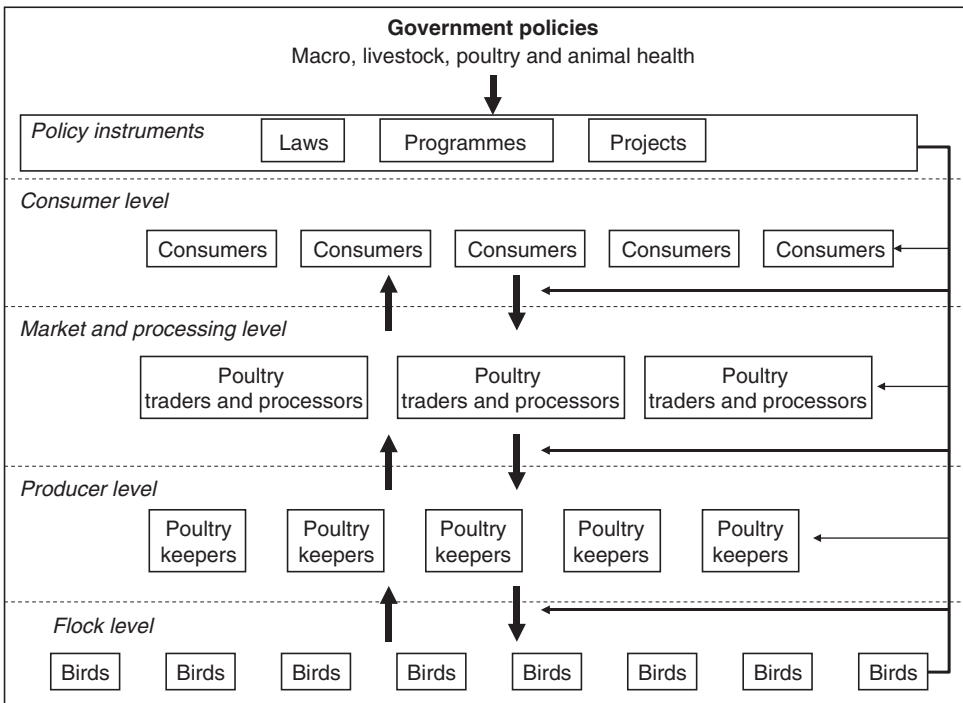 Government policies
Macro, livestock, poultry and animal health
Policy instruments
Laws
Programmes
Projects
Consumer level
Consumers
Consumers
Consumers
Consumers
Consumers
Market and processing level
Poultry
traders and processors
Poultry
traders and processors
Poultry
traders and processors
Producer level
Poultry
keepers
Poultry
keepers
Poultry
keepers
Poultry
keepers
Poultry
keepers
Flock level
Birds
Birds
Birds
Birds
Birds
Birds
Birds
Birds